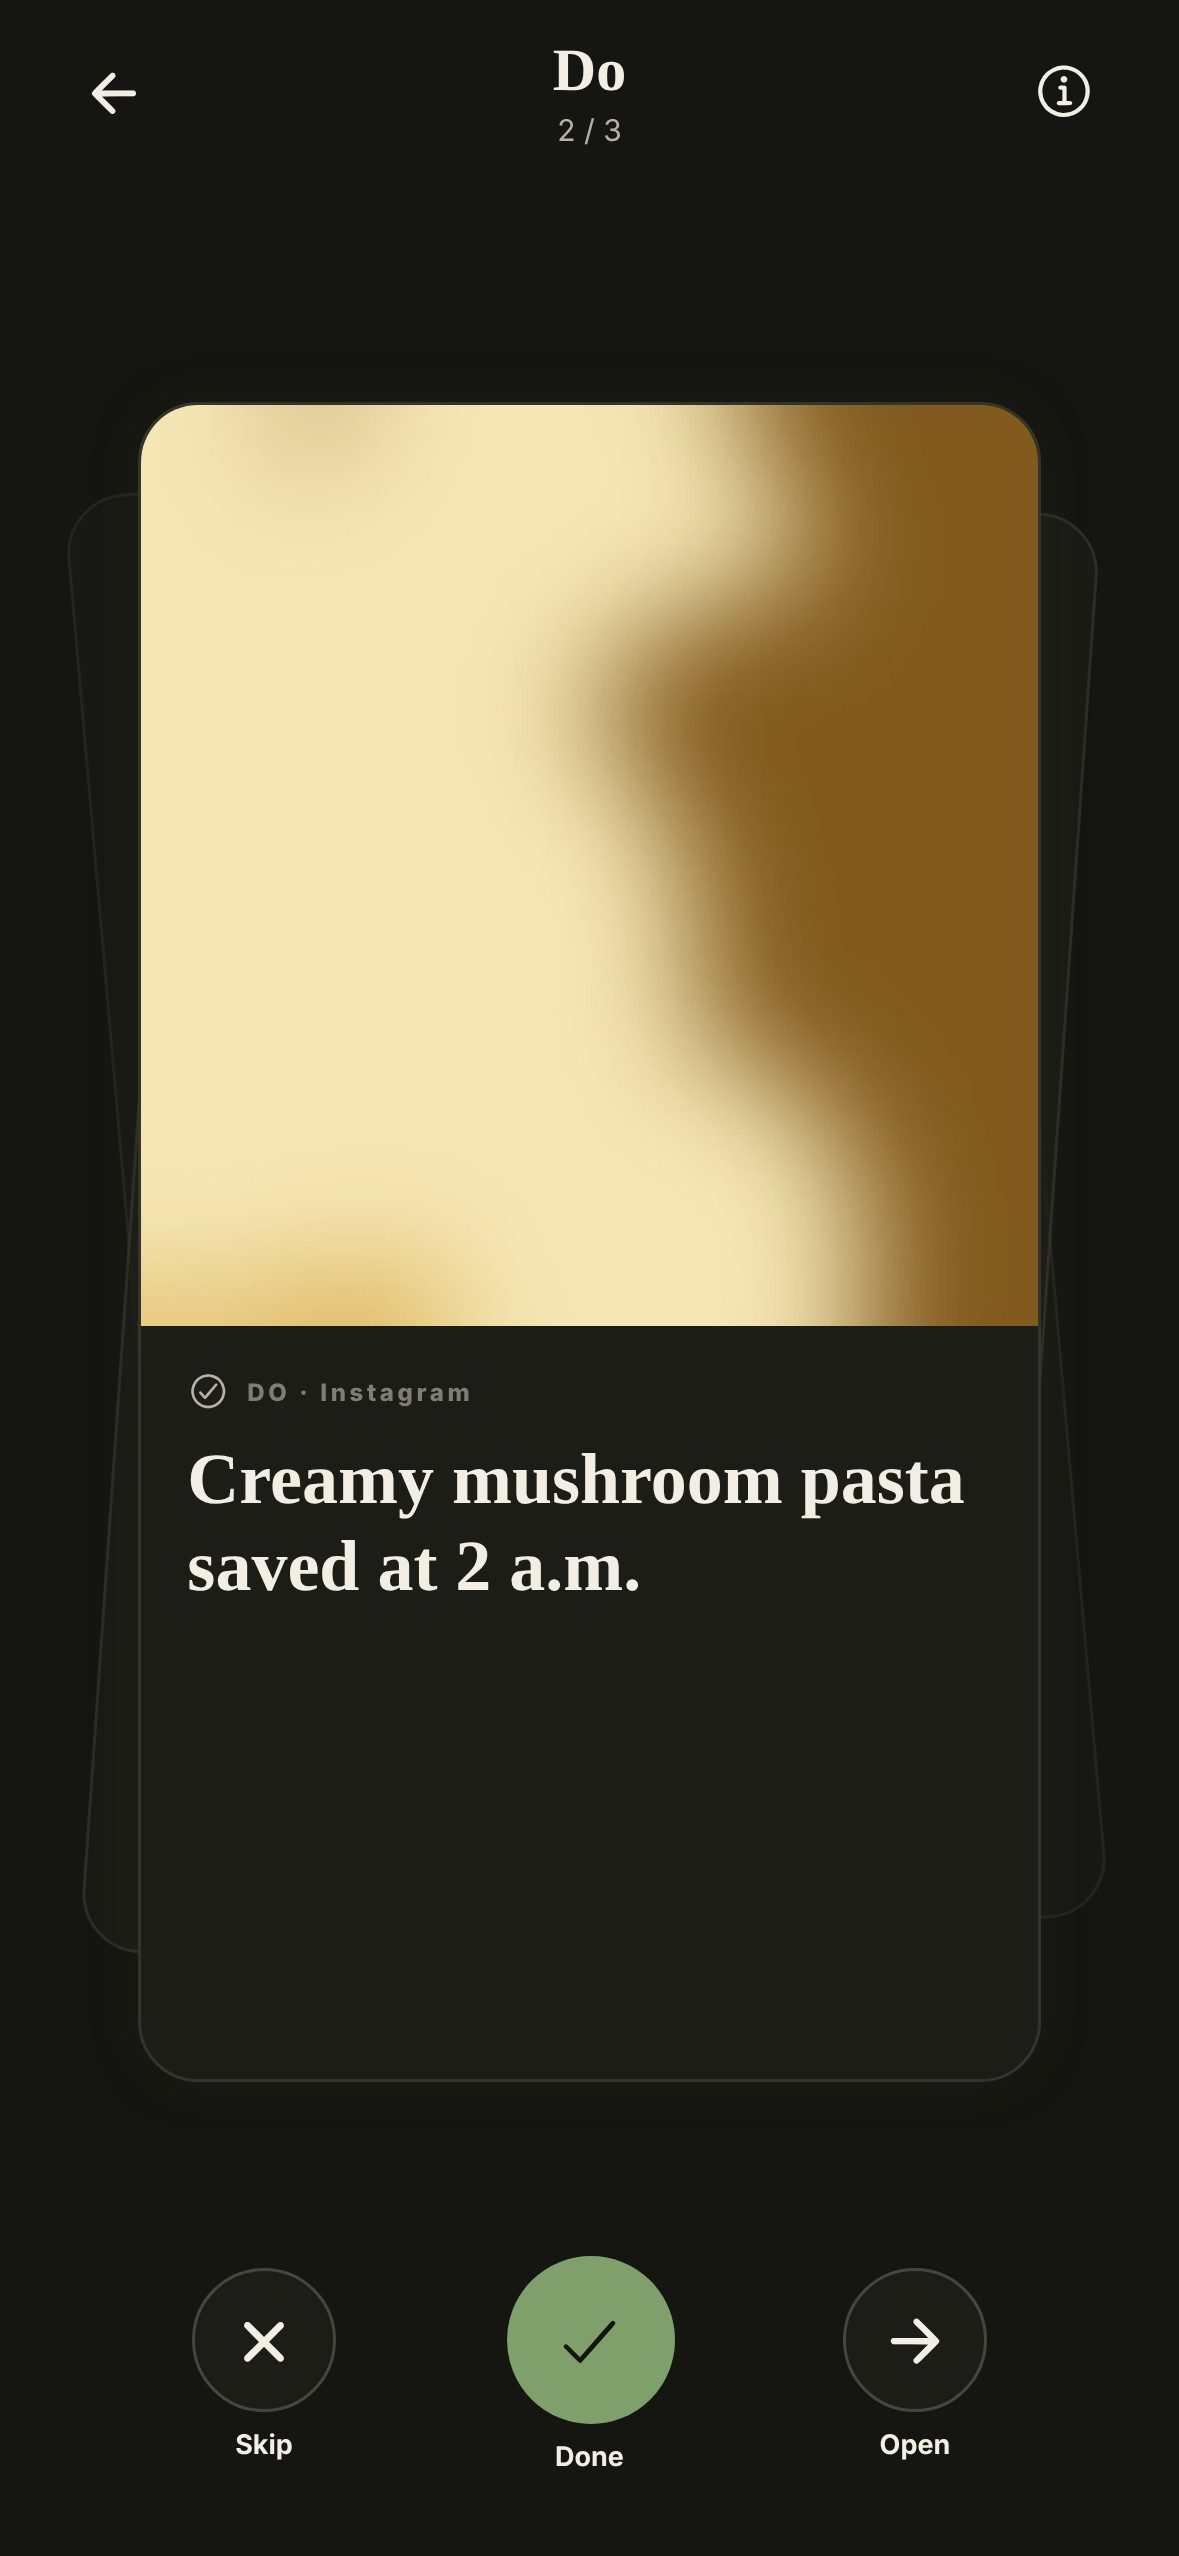 Do
2 / 3
DO · Instagram
Creamy mushroom pasta
saved at 2 a.m.
Skip
Done
Open